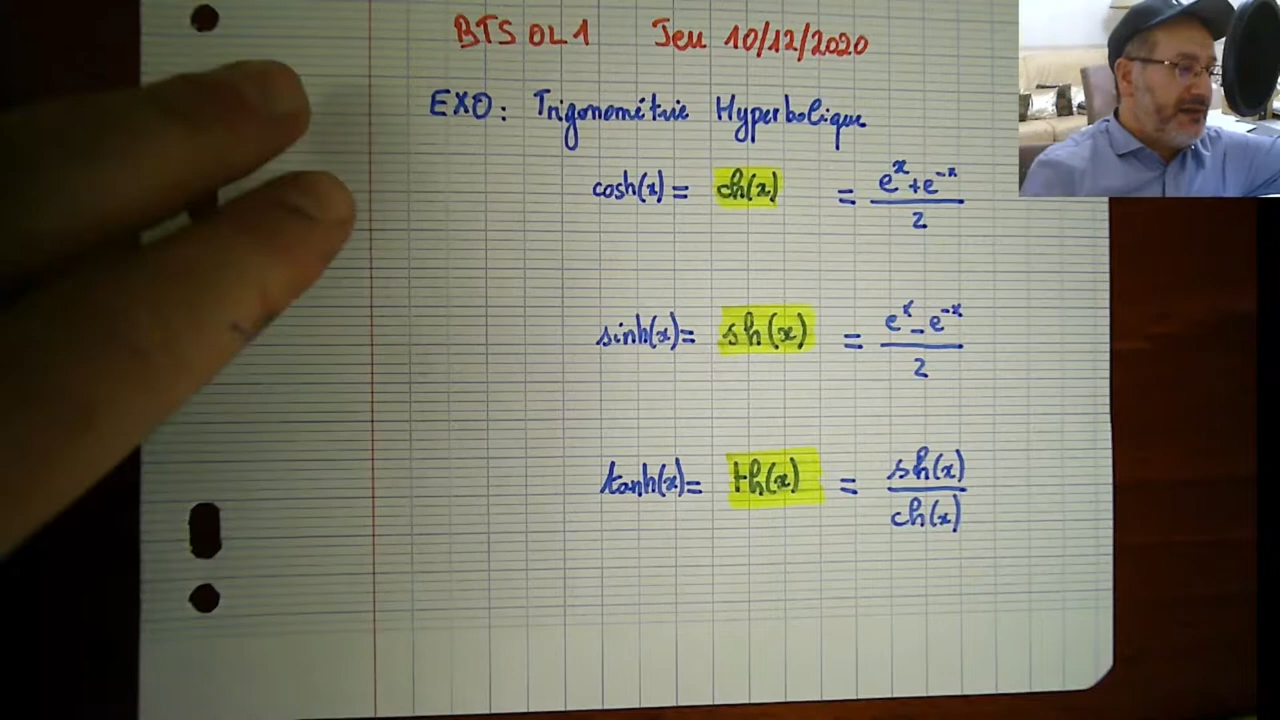 BTS OL1 Jeu 10/12/2020
EXO: Trigonométrie Hyperbolique
cosh(x) = ch(x) = (e^x + e^-x)/2
sinh(x) = sh(x) = (e^x - e^-x)/2
tanh(x) = th(x) = sh(x)/ch(x)